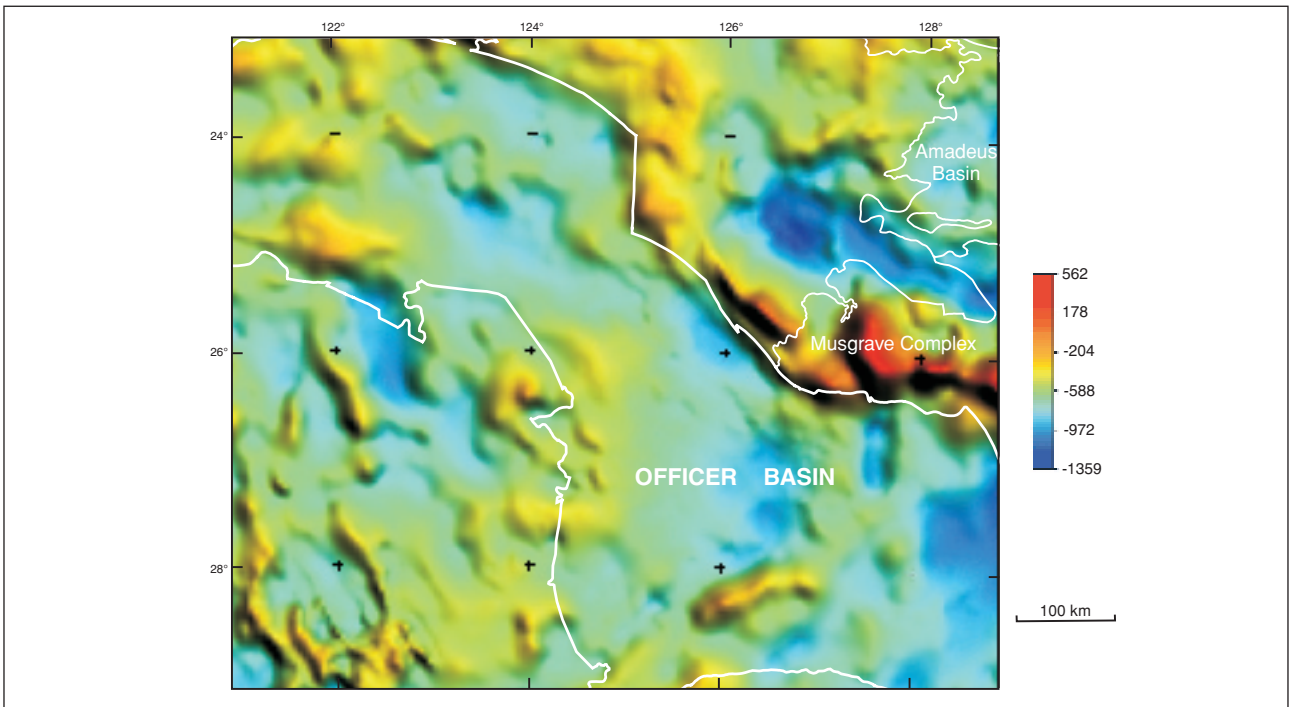 122° 124° 126° 128°
24°
Amadeus
Basin
562
178
Musgrave Complex
-204
26°
-588
-972
-1359
OFFICER BASIN
28°
100 km